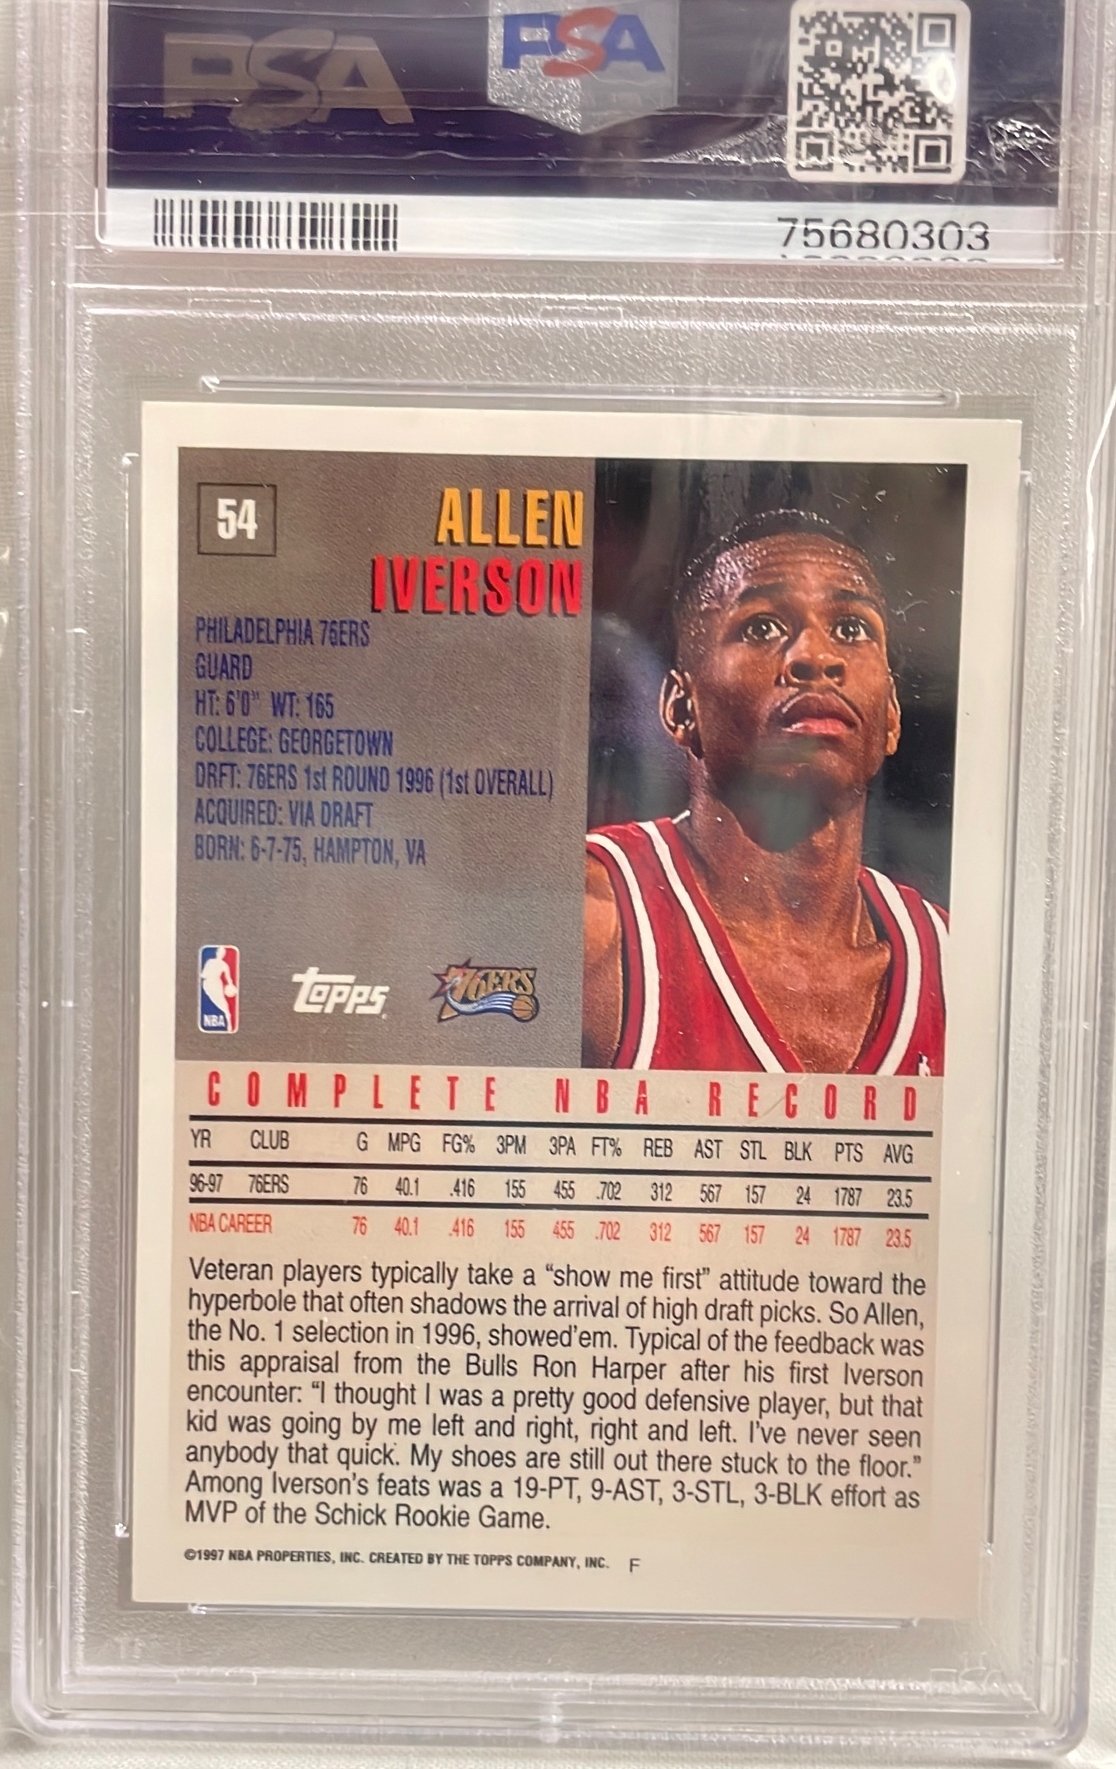 PSA
PSA
75680303
54
ALLEN
IVERSON
PHILADELPHIA 76ERS
GUARD
HT: 6'0" WT: 165
COLLEGE: GEORGETOWN
DRFT: 76ERS 1st ROUND 1996 (1st OVERALL)
ACQUIRED: VIA DRAFT
BORN: 6-7-75, HAMPTON, VA
NBA TOPPS 76ERS
COMPLETE NBA RECORD
YR CLUB G MPG FG% 3PM 3PA FT% REB AST STL BLK PTS AVG
96-97 76ERS 76 40.1 .416 155 455 .702 312 567 157 24 1787 23.5
NBA CAREER 76 40.1 .416 155 455 .702 312 567 157 24 1787 23.5
Veteran players typically take a “show me first” attitude toward the
hyperbole that often shadows the arrival of high draft picks. So Allen,
the No. 1 selection in 1996, showed'em. Typical of the feedback was
this appraisal from the Bulls Ron Harper after his first Iverson
encounter: “I thought I was a pretty good defensive player, but that
kid was going by me left and right, right and left. I've never seen
anybody that quick. My shoes are still out there stuck to the floor.”
Among Iverson's feats was a 19-PT, 9-AST, 3-STL, 3-BLK effort as
MVP of the Schick Rookie Game.
©1997 NBA PROPERTIES, INC. CREATED BY THE TOPPS COMPANY, INC. F
PSA